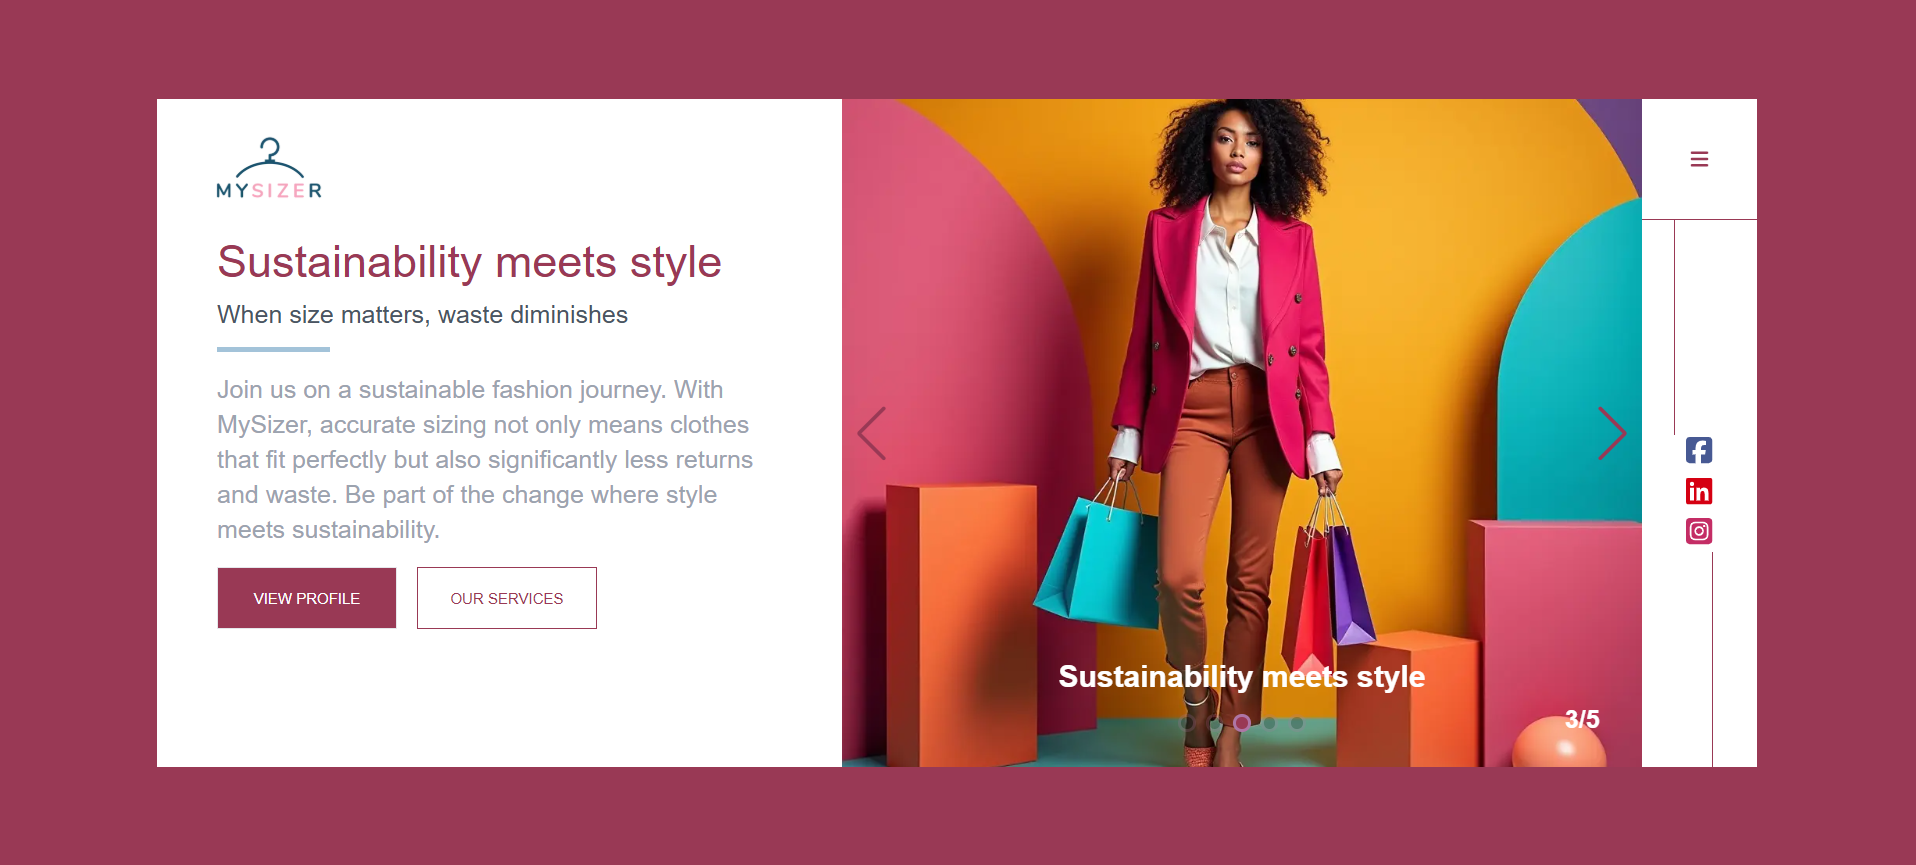 MYSIZER
Sustainability meets style
When size matters, waste diminishes
Join us on a sustainable fashion journey. With
MySizer, accurate sizing not only means clothes
that fit perfectly but also significantly less returns
and waste. Be part of the change where style
meets sustainability.
VIEW PROFILE
OUR SERVICES
Sustainability meets style
3/5